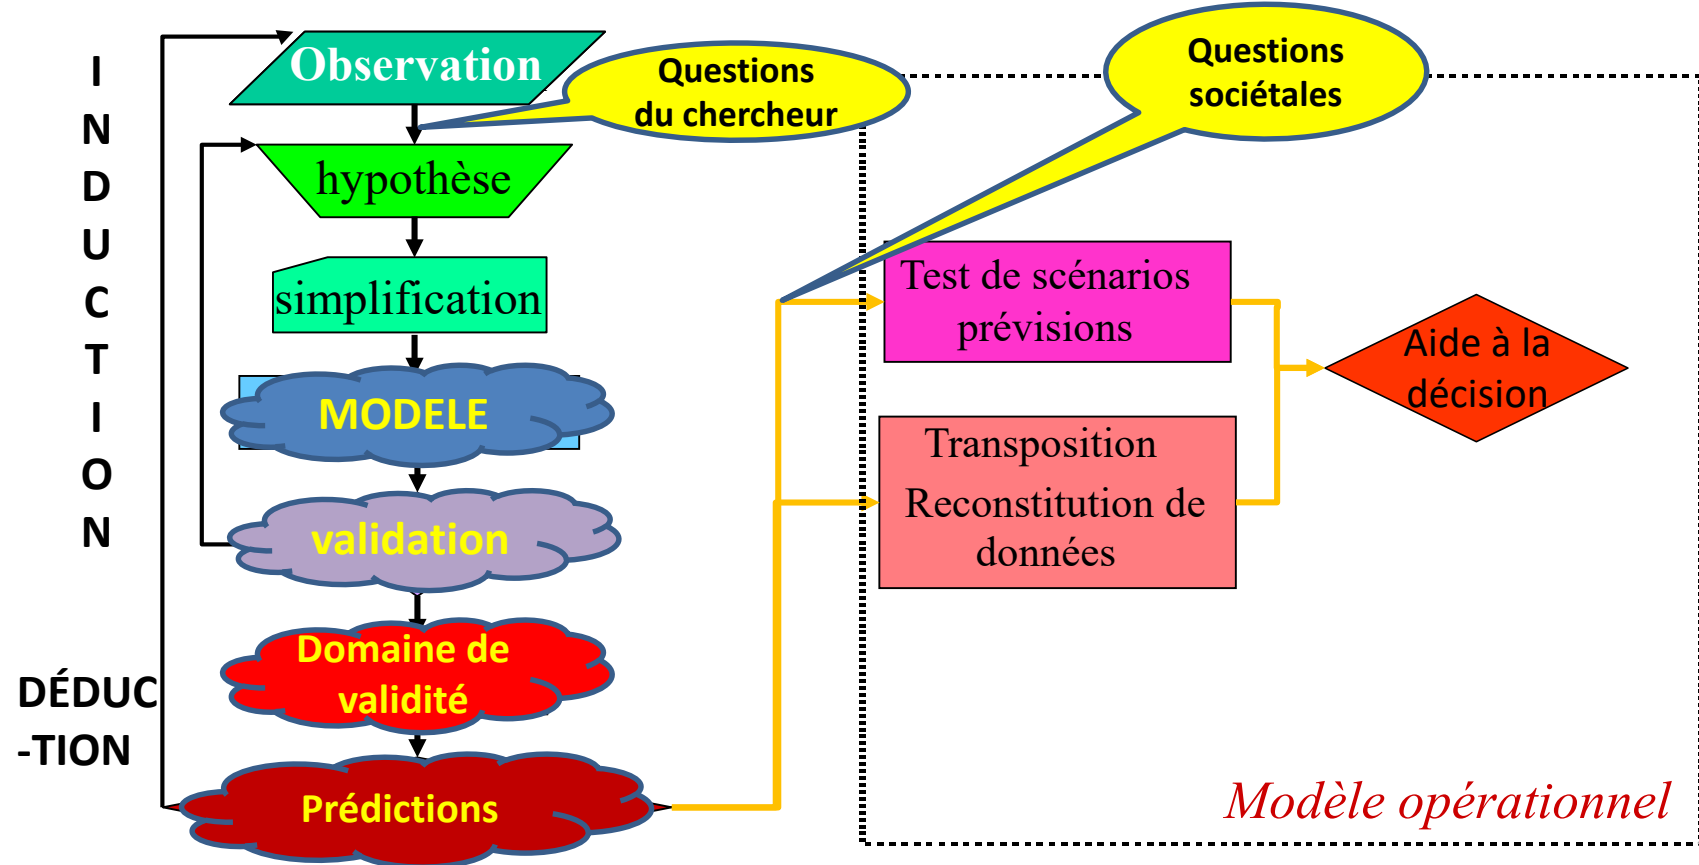 I
N
D
U
C
T
I
O
N
DÉDUC
-TION
Observation
Questions
du chercheur
hypothèse
simplification
MODELE
validation
Domaine de
validité
Prédictions
Questions
sociétales
Test de scénarios
prévisions
Transposition
Reconstitution de
données
Aide à la
décision
Modèle opérationnel